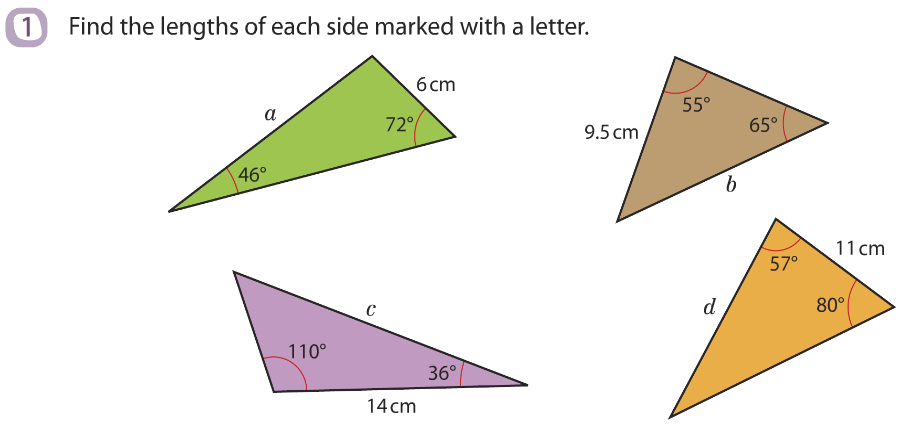 1 Find the lengths of each side marked with a letter.
a
6 cm
72°
46°
55°
65°
9.5 cm
b
c
110°
36°
14 cm
57°
11 cm
80°
d